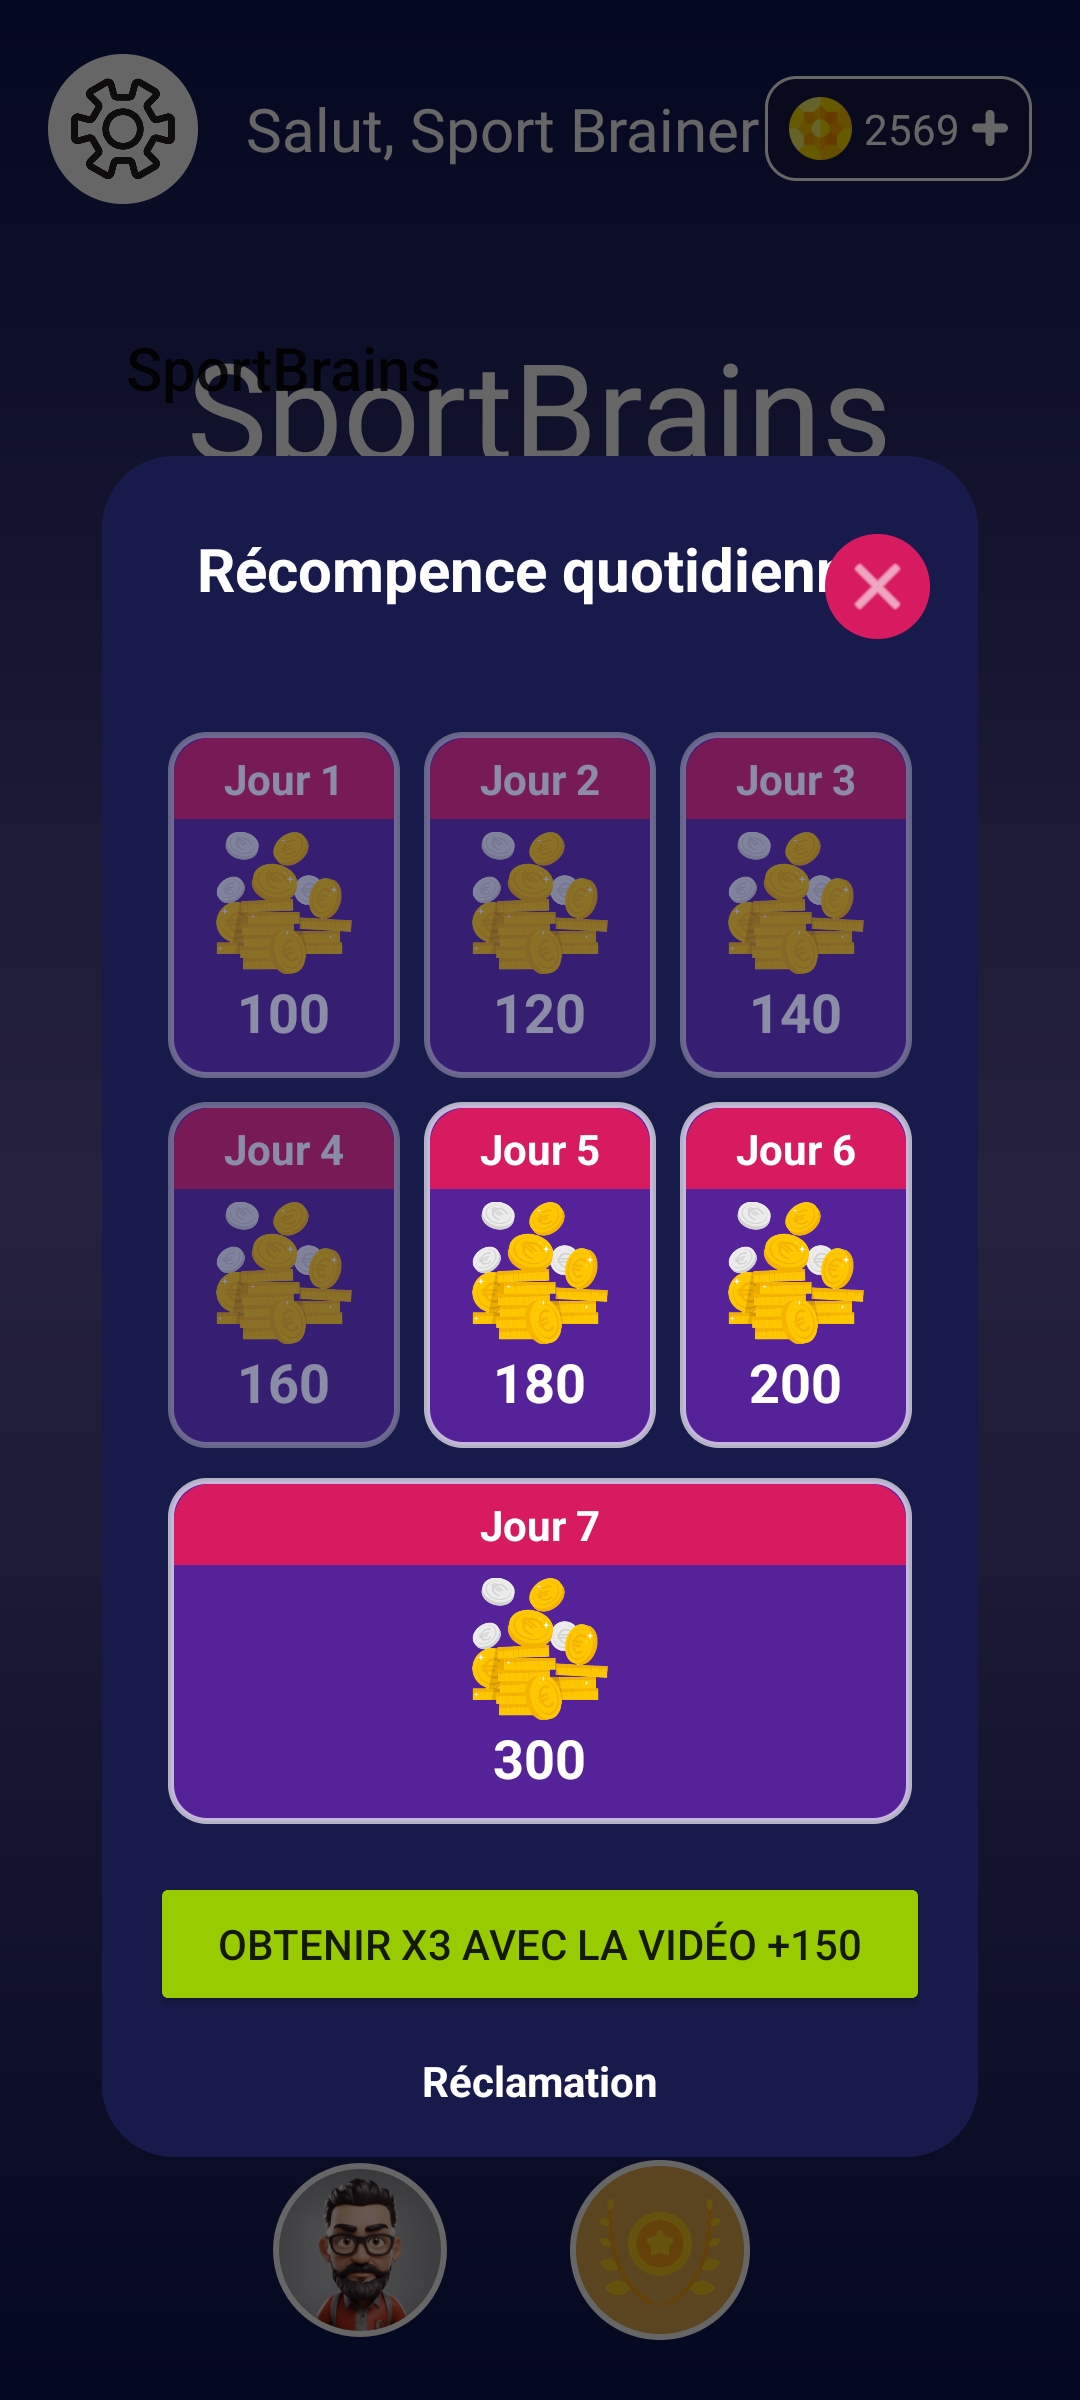 Salut, Sport Brainer
2569
SportBrains
SportBrains
Récompence quotidien
Jour 1
Jour 2
Jour 3
100
120
140
Jour 4
Jour 5
Jour 6
160
180
200
Jour 7
300
OBTENIR X3 AVEC LA VIDÉO +150
Réclamation